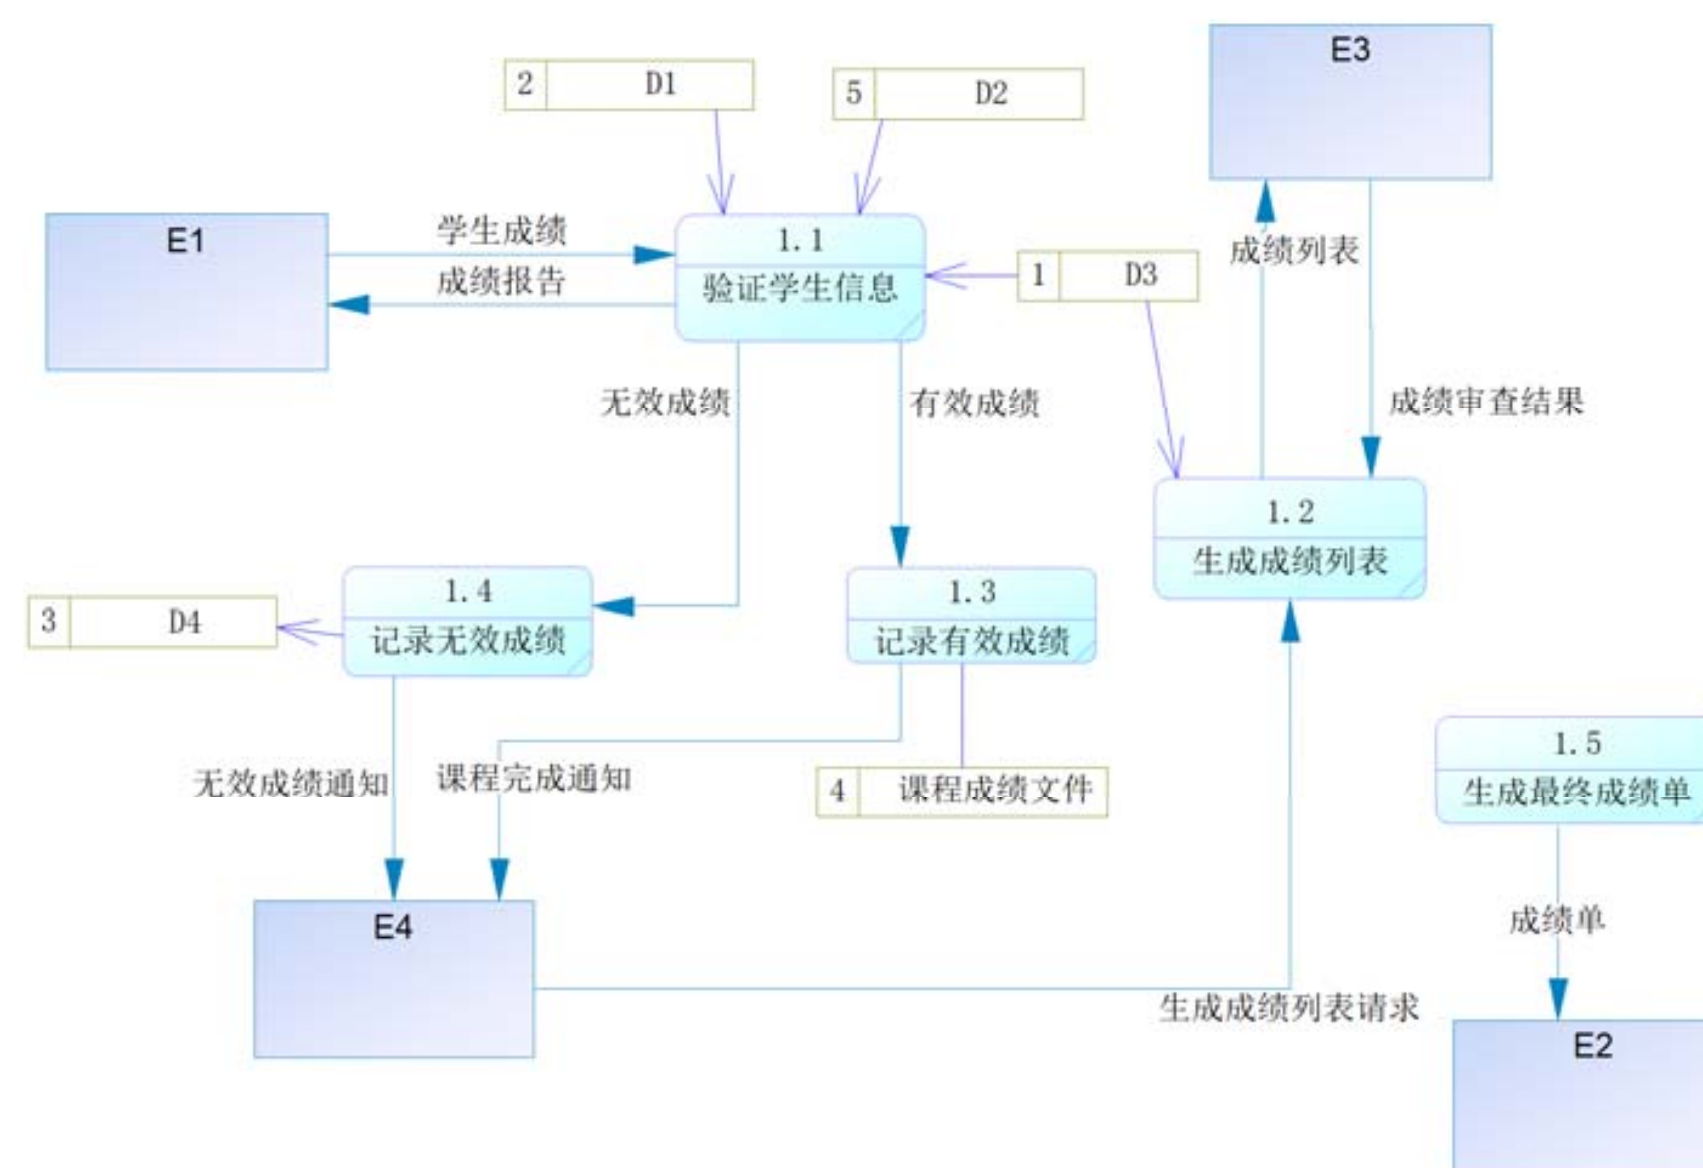 E3
2 D1
5 D2
E1
学生成绩
成绩报告
1.1
验证学生信息
1 D3
成绩列表
无效成绩
有效成绩
成绩审查结果
1.2
生成成绩列表
3 D4
1.4
记录无效成绩
1.3
记录有效成绩
无效成绩通知
课程完成通知
4 课程成绩文件
1.5
生成最终成绩单
E4
成绩单
生成成绩列表请求
E2